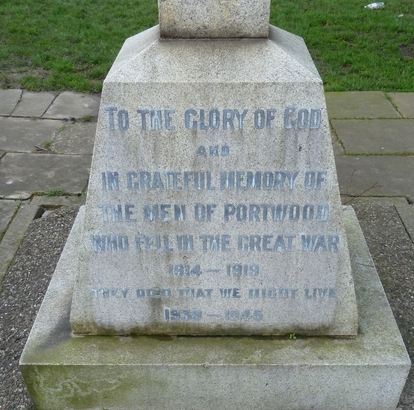 TO THE GLORY OF GOD
AND
IN GRATEFUL MEMORY OF
THE MEN OF PORTWOOD
WHO FELL IN THE GREAT WAR
1914 — 1919
THEY DIED THAT WE MIGHT LIVE
1939 — 1945